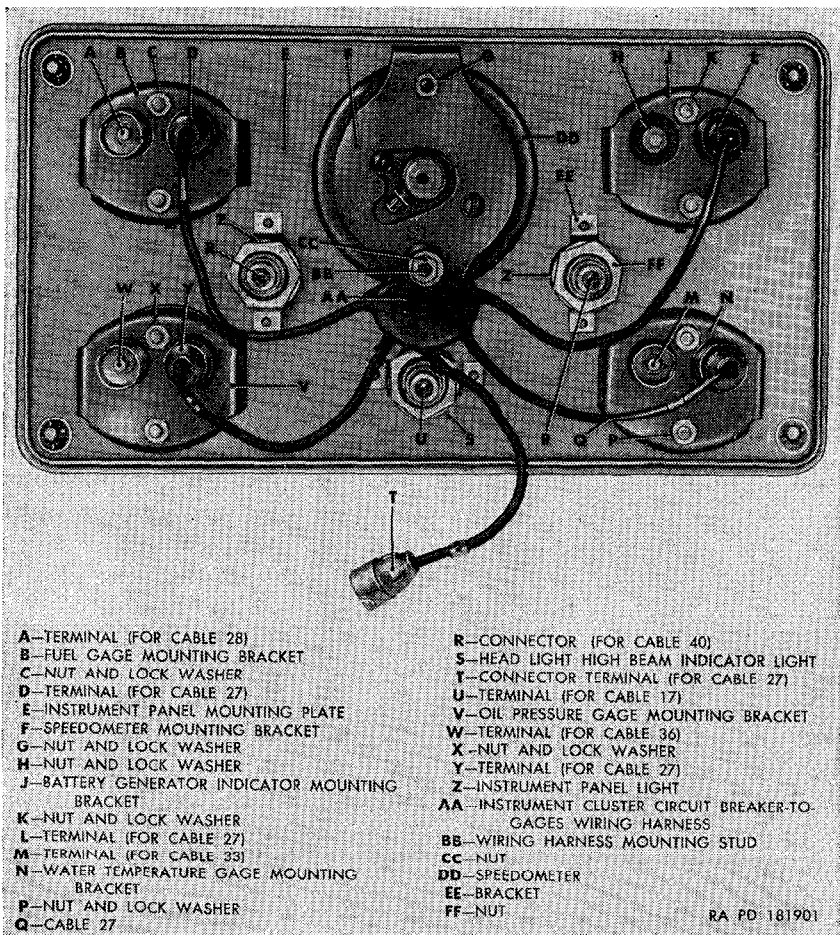 A B C D E F G H J K L
DD
EE
Z CC
R BB Z FF
AA
W X Y M N
V
U S R Q P
T
A—TERMINAL (FOR CABLE 28)
B—FUEL GAGE MOUNTING BRACKET
C—NUT AND LOCK WASHER
D—TERMINAL (FOR CABLE 27)
E—INSTRUMENT PANEL MOUNTING PLATE
F—SPEEDOMETER MOUNTING BRACKET
G—NUT AND LOCK WASHER
H—NUT AND LOCK WASHER
J—BATTERY GENERATOR INDICATOR MOUNTING
BRACKET
K—NUT AND LOCK WASHER
L—TERMINAL (FOR CABLE 27)
M—TERMINAL (FOR CABLE 33)
N—WATER TEMPERATURE GAGE MOUNTING
BRACKET
P—NUT AND LOCK WASHER
Q—CABLE 27
R—CONNECTOR (FOR CABLE 40)
S—HEAD LIGHT HIGH BEAM INDICATOR LIGHT
T—CONNECTOR TERMINAL (FOR CABLE 27)
U—TERMINAL (FOR CABLE 17)
V—OIL PRESSURE GAGE MOUNTING BRACKET
W—TERMINAL (FOR CABLE 36)
X—NUT AND LOCK WASHER
Y—TERMINAL (FOR CABLE 27)
Z—INSTRUMENT PANEL LIGHT
AA—INSTRUMENT CLUSTER CIRCUIT BREAKER-TO-
GAGES WIRING HARNESS
BB—WIRING HARNESS MOUNTING STUD
CC—NUT
DD—SPEEDOMETER
EE—BRACKET
FF—NUT
RA PD 181901